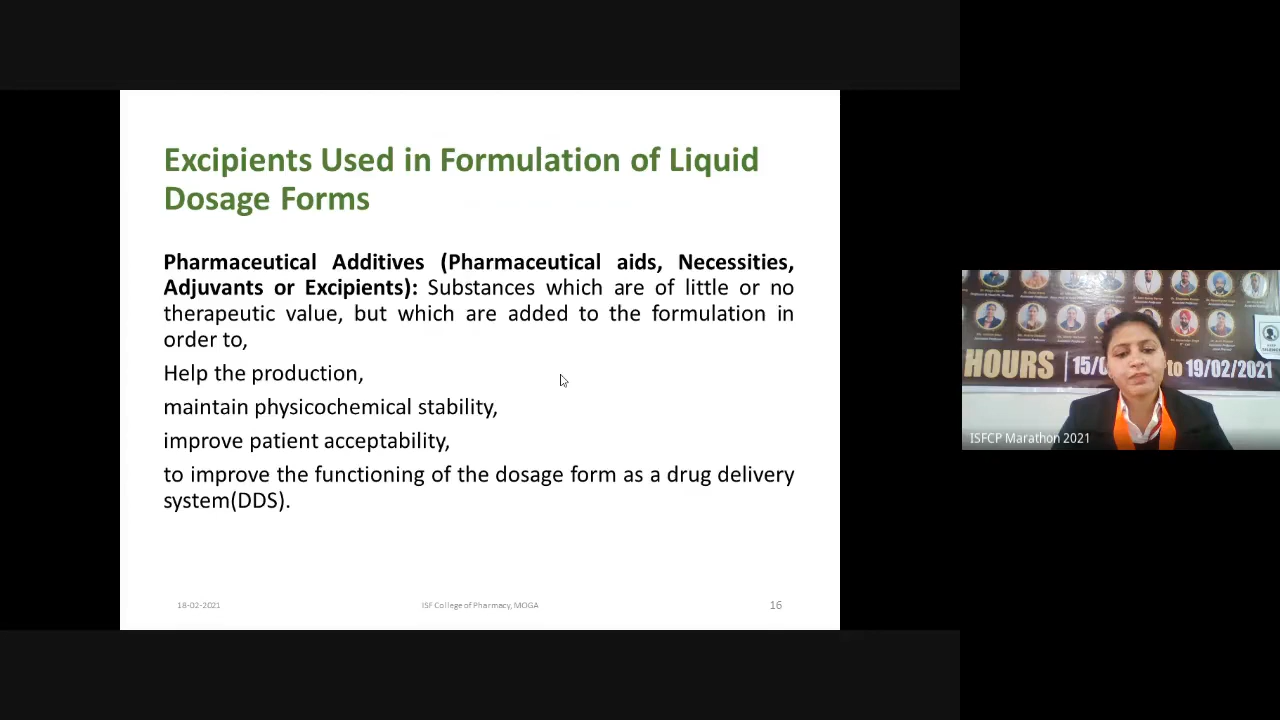 Excipients Used in Formulation of Liquid
Dosage Forms
Pharmaceutical Additives (Pharmaceutical aids, Necessities,
Adjuvants or Excipients): Substances which are of little or no
therapeutic value, but which are added to the formulation in
order to,
Help the production,
maintain physicochemical stability,
improve patient acceptability,
to improve the functioning of the dosage form as a drug delivery
system(DDS).
18-02-2021
ISF College of Pharmacy, MOGA
16
HOURS
to 19/02/2021
ISFCP Marathon 2021